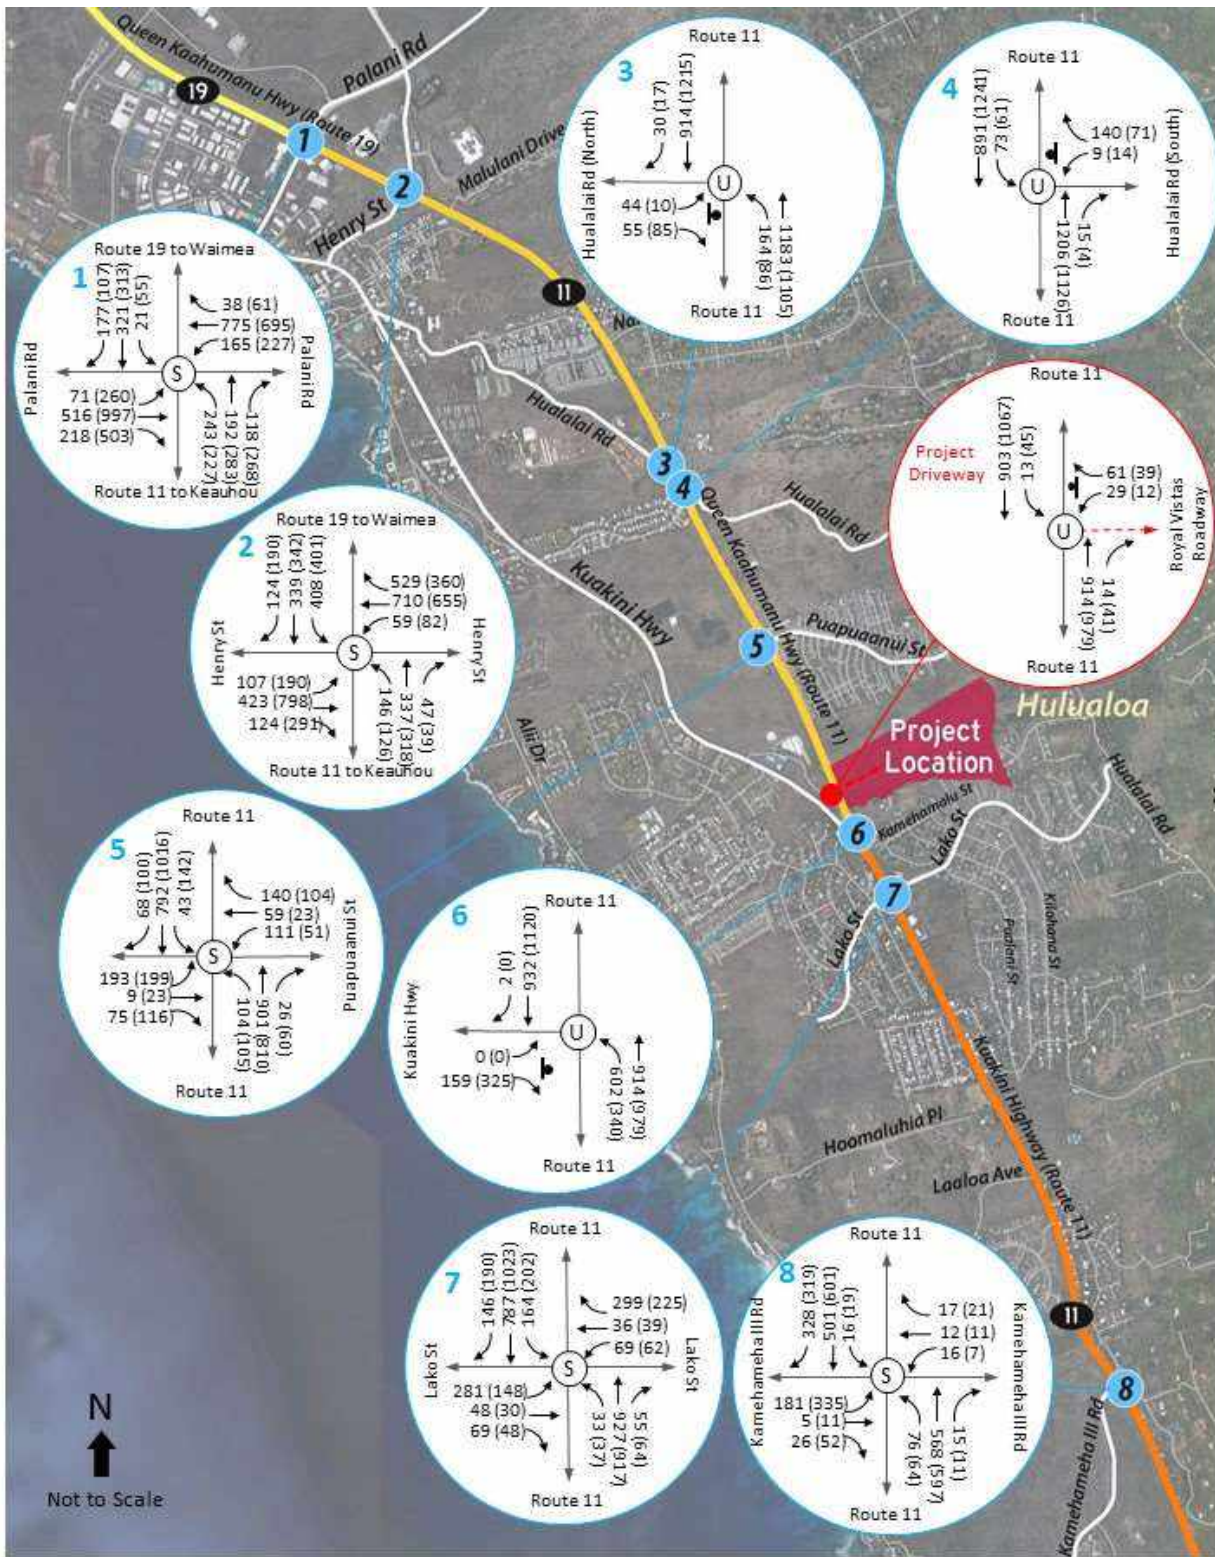 Queen Kaahumanu Hwy (Route 19)
19
Palani Rd
1
2
Malulani Drive
Henry St
11
Hualalai Rd
3
4
Queen Kaahumanu Hwy (Route 11)
Hualalai Rd
Kuakini Hwy
Puapuaanui St
5
Alii Dr
Hulualoa
Project
Location
Kamehamolu St
Hualalai Rd
6
Lako St
7
Lako St
Kilohana St
Pualani St
Kuakini Highway (Route 11)
Hoomaluhia Pl
Laaloa Ave
11
8
Kamehameha III Rd
N
Not to Scale
1
Route 19 to Waimea
177 (107)
321 (313)
21 (55)
38 (61)
775 (695)
165 (227)
Palani Rd
Palani Rd
S
71 (260)
516 (997)
218 (503)
243 (227)
192 (283)
118 (268)
Route 11 to Keauhou
2
Route 19 to Waimea
124 (190)
339 (342)
408 (401)
529 (360)
710 (655)
59 (82)
Henry St
Henry St
S
107 (190)
423 (798)
124 (291)
146 (126)
337 (318)
47 (39)
Route 11 to Keauhou
3
Route 11
30 (17)
914 (1215)
Hualalai Rd (North)
U
44 (10)
55 (85)
164 (86)
1183 (1105)
Route 11
4
Route 11
891 (1241)
73 (61)
140 (71)
9 (14)
Hualalai Rd (South)
U
1206 (1126)
15 (4)
Route 11
Route 11
Project
Driveway
903 (1067)
13 (45)
61 (39)
29 (12)
Royal Vistas
Roadway
U
914 (979)
14 (41)
Route 11
5
Route 11
68 (100)
792 (1016)
43 (142)
140 (104)
59 (23)
111 (51)
Puapueanui St
S
193 (199)
9 (23)
75 (116)
104 (105)
901 (810)
26 (60)
Route 11
6
Route 11
2 (0)
932 (1120)
Kuakini Hwy
U
0 (0)
159 (325)
602 (340)
914 (979)
Route 11
7
Route 11
146 (190)
787 (1023)
164 (202)
299 (225)
36 (39)
69 (62)
Lako St
Lako St
S
281 (148)
48 (30)
69 (48)
33 (37)
927 (917)
55 (64)
Route 11
8
Route 11
328 (319)
501 (601)
16 (19)
17 (21)
12 (11)
16 (7)
Kamehameha III Rd
Kamehameha III Rd
S
181 (335)
5 (11)
26 (52)
76 (64)
568 (597)
15 (11)
Route 11